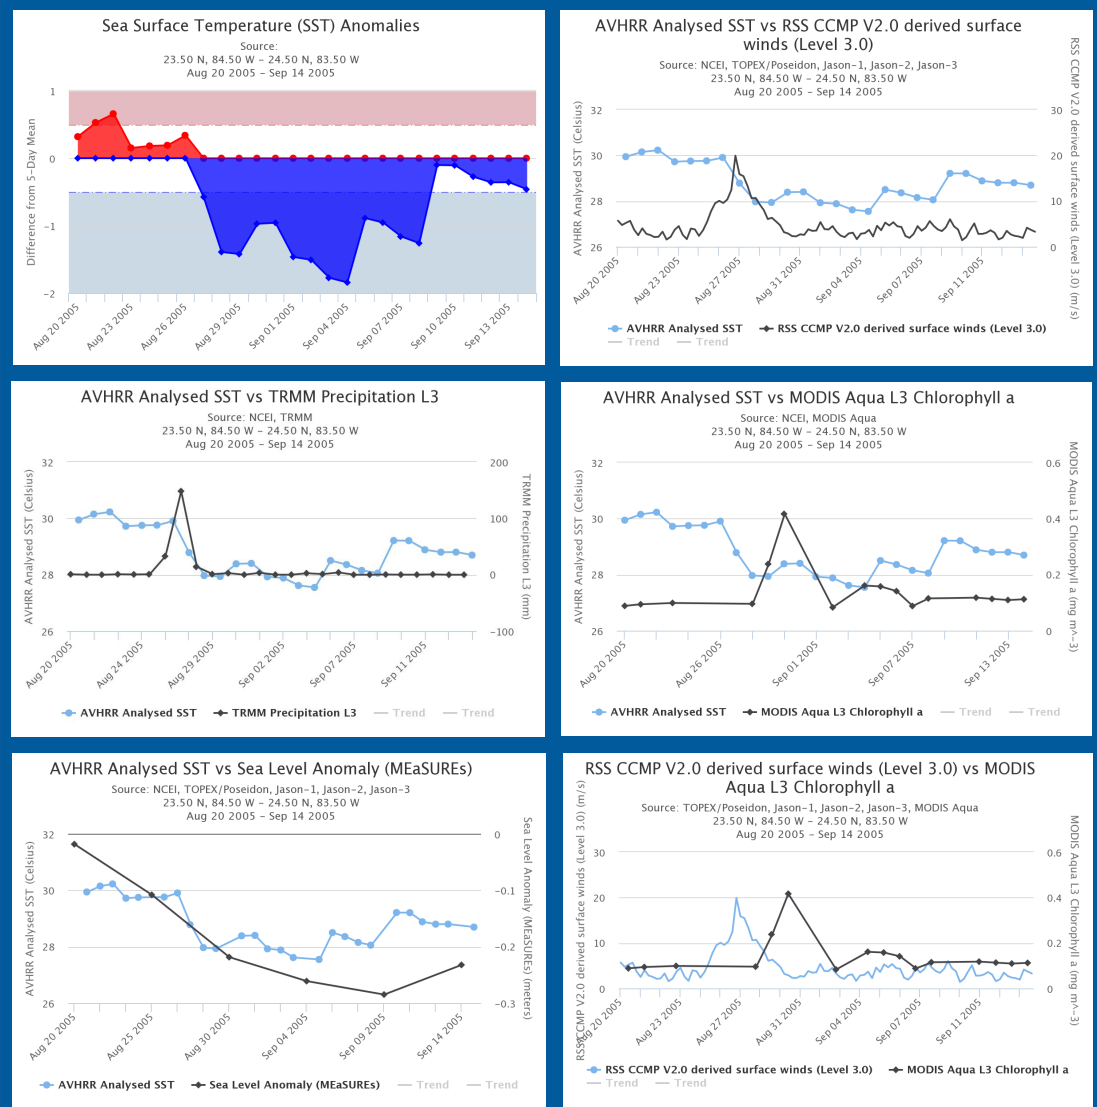 Sea Surface Temperature (SST) Anomalies
Source:
23.50 N, 84.50 W – 24.50 N, 83.50 W
Aug 20 2005 – Sep 14 2005
Difference from 5-Day Mean
1
0
−1
−2
Aug 20 2005
Aug 23 2005
Aug 26 2005
Aug 29 2005
Sep 01 2005
Sep 04 2005
Sep 07 2005
Sep 10 2005
Sep 13 2005
AVHRR Analysed SST vs RSS CCMP V2.0 derived surface
winds (Level 3.0)
Source: NCEI, TOPEX/Poseidon, Jason-1, Jason-2, Jason-3
23.50 N, 84.50 W – 24.50 N, 83.50 W
Aug 20 2005 – Sep 14 2005
AVHRR Analysed SST (Celsius)
32
30
28
26
30
20
10
0
RSS CCMP V2.0 derived surface winds (Level 3.0) (m/s)
Aug 20 2005
Aug 23 2005
Aug 27 2005
Aug 31 2005
Sep 04 2005
Sep 07 2005
Sep 11 2005
AVHRR Analysed SST
RSS CCMP V2.0 derived surface winds (Level 3.0)
Trend
Trend
AVHRR Analysed SST vs TRMM Precipitation L3
Source: NCEI, TRMM
23.50 N, 84.50 W – 24.50 N, 83.50 W
Aug 20 2005 – Sep 14 2005
AVHRR Analysed SST (Celsius)
32
30
28
26
200
100
0
−100
TRMM Precipitation L3 (mm)
Aug 20 2005
Aug 24 2005
Aug 29 2005
Sep 02 2005
Sep 07 2005
Sep 11 2005
AVHRR Analysed SST
TRMM Precipitation L3
Trend
Trend
AVHRR Analysed SST vs MODIS Aqua L3 Chlorophyll a
Source: NCEI, MODIS Aqua
23.50 N, 84.50 W – 24.50 N, 83.50 W
Aug 20 2005 – Sep 14 2005
AVHRR Analysed SST (Celsius)
32
30
28
26
0.6
0.4
0.2
0
MODIS Aqua L3 Chlorophyll a (mg m^-3)
Aug 20 2005
Aug 26 2005
Sep 01 2005
Sep 07 2005
Sep 13 2005
AVHRR Analysed SST
MODIS Aqua L3 Chlorophyll a
Trend
Trend
AVHRR Analysed SST vs Sea Level Anomaly (MEaSUREs)
Source: NCEI, TOPEX/Poseidon, Jason-1, Jason-2, Jason-3
23.50 N, 84.50 W – 24.50 N, 83.50 W
Aug 20 2005 – Sep 14 2005
AVHRR Analysed SST (Celsius)
32
30
28
26
0
−0.1
−0.2
−0.3
Sea Level Anomaly (MEaSUREs) (meters)
Aug 20 2005
Aug 25 2005
Aug 30 2005
Sep 04 2005
Sep 09 2005
Sep 14 2005
AVHRR Analysed SST
Sea Level Anomaly (MEaSUREs)
Trend
Trend
RSS CCMP V2.0 derived surface winds (Level 3.0) vs MODIS
Aqua L3 Chlorophyll a
Source: TOPEX/Poseidon, Jason-1, Jason-2, Jason-3, MODIS Aqua
23.50 N, 84.50 W – 24.50 N, 83.50 W
Aug 20 2005 – Sep 14 2005
RSS CCMP V2.0 derived surface winds (Level 3.0) (m/s)
30
20
10
0
0.6
0.4
0.2
0
MODIS Aqua L3 Chlorophyll a (mg m^-3)
Aug 20 2005
Aug 23 2005
Aug 27 2005
Aug 31 2005
Sep 04 2005
Sep 07 2005
Sep 11 2005
RSS CCMP V2.0 derived surface winds (Level 3.0)
MODIS Aqua L3 Chlorophyll a
Trend
Trend